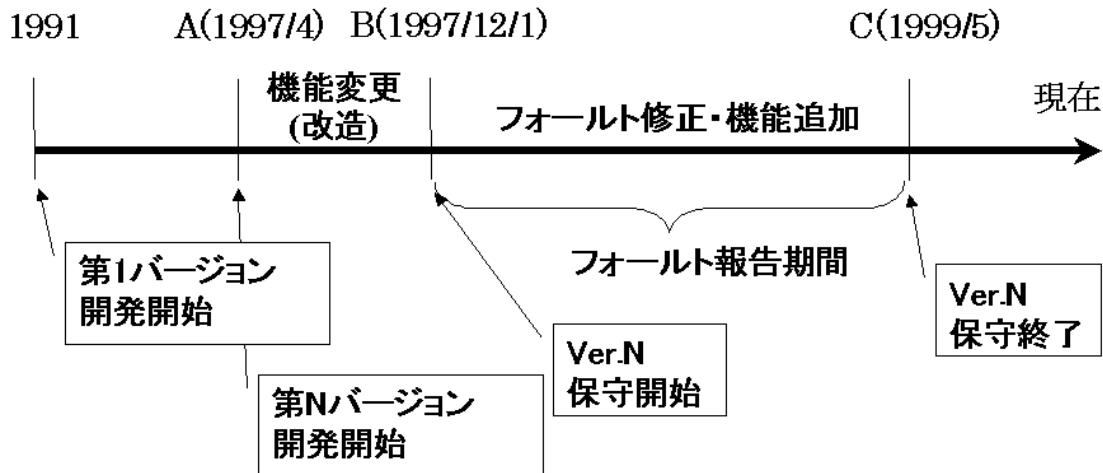 1991
A(1997/4)
B(1997/12/1)
C(1999/5)
機能変更
(改造)
フォールト修正・機能追加
現在
フォールト報告期間
第1バージョン
開発開始
Ver.N
保守終了
Ver.N
保守開始
第Nバージョン
開発開始